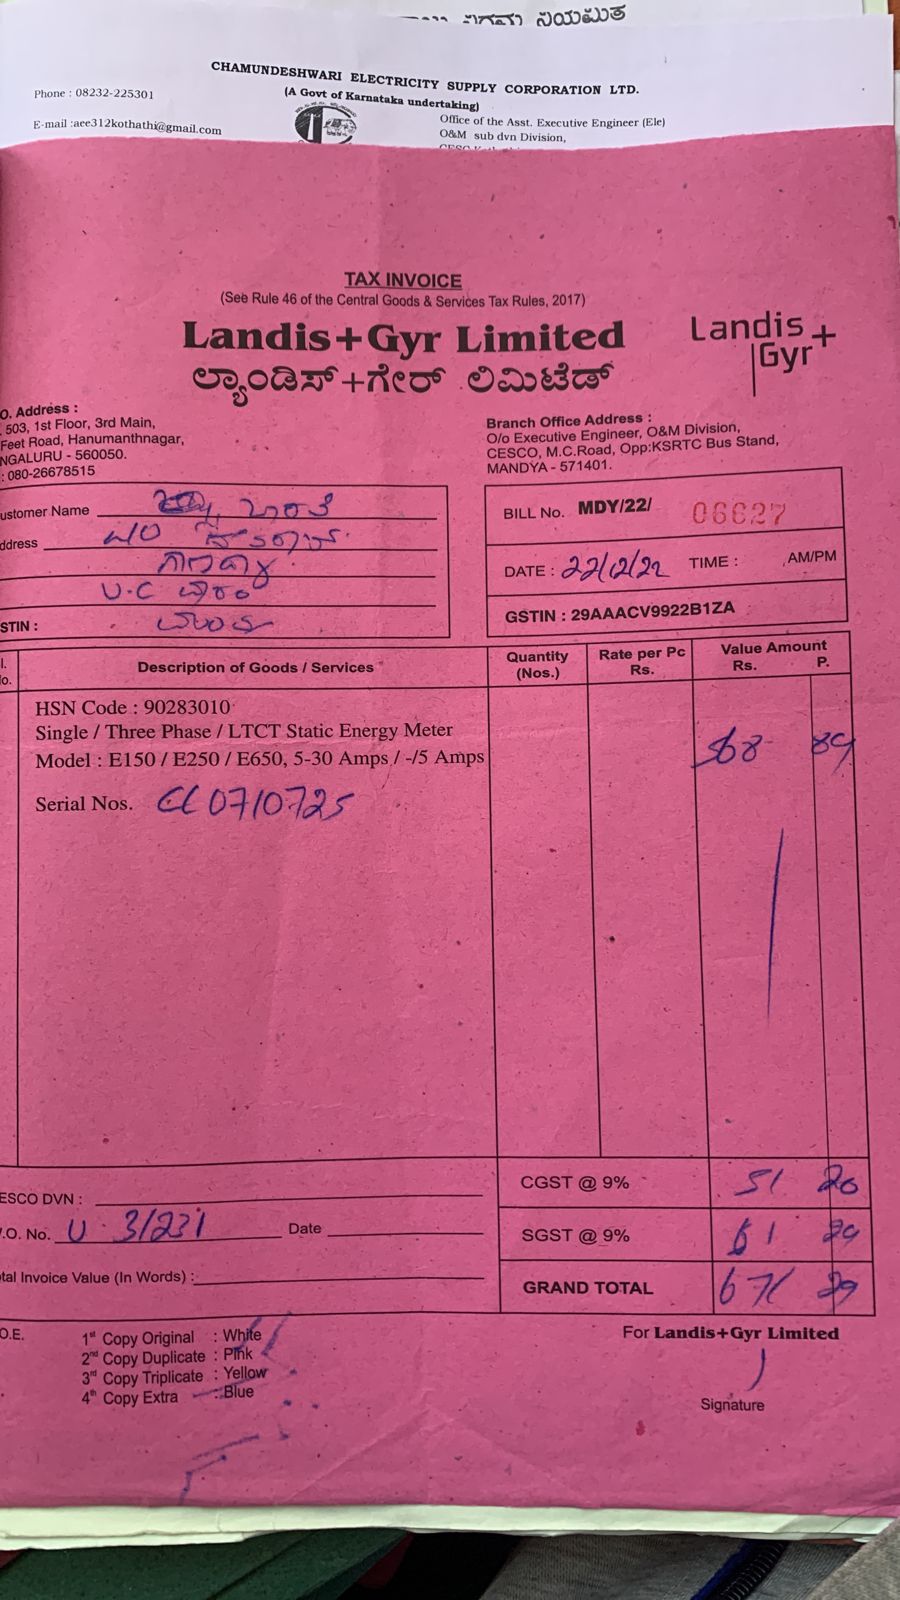 ನಿಗಮ ನಿಯಮಿತ
CHAMUNDESHWARI ELECTRICITY SUPPLY CORPORATION LTD.
(A Govt of Karnataka undertaking)
Phone : 08232-225301
E-mail :aee312kothathi@gmail.com
Office of the Asst. Executive Engineer (Ele)
O&M sub dvn Division,
TAX INVOICE
(See Rule 46 of the Central Goods & Services Tax Rules, 2017)
Landis+Gyr Limited
ಲ್ಯಾಂಡಿಸ್+ಗೇರ್ ಲಿಮಿಟೆಡ್
Landis+
Gyr
O. Address :
503, 1st Floor, 3rd Main,
Feet Road, Hanumanthnagar,
NGALURU - 560050.
: 080-26678515
Branch Office Address :
O/o Executive Engineer, O&M Division,
CESCO, M.C.Road, Opp:KSRTC Bus Stand,
MANDYA - 571401.
ustomer Name
ddress
STIN :
BILL No. MDY/22/ 06627
DATE : 22/12/22 TIME : AM/PM
GSTIN : 29AAACV9922B1ZA
l.
o.
Description of Goods / Services
Quantity
(Nos.)
Rate per Pc
Rs.
Value Amount
Rs. P.
HSN Code : 90283010
Single / Three Phase / LTCT Static Energy Meter
Model : E150 / E250 / E650, 5-30 Amps / -/5 Amps
568 84
Serial Nos. CL0710725
ESCO DVN :
.O. No. U 3/231 Date
tal Invoice Value (In Words) :
CGST @ 9% 51 20
SGST @ 9%
GRAND TOTAL 671
O.E.
1st Copy Original : White
2nd Copy Duplicate : Pink
3rd Copy Triplicate : Yellow
4th Copy Extra : Blue
For Landis+Gyr Limited
Signature